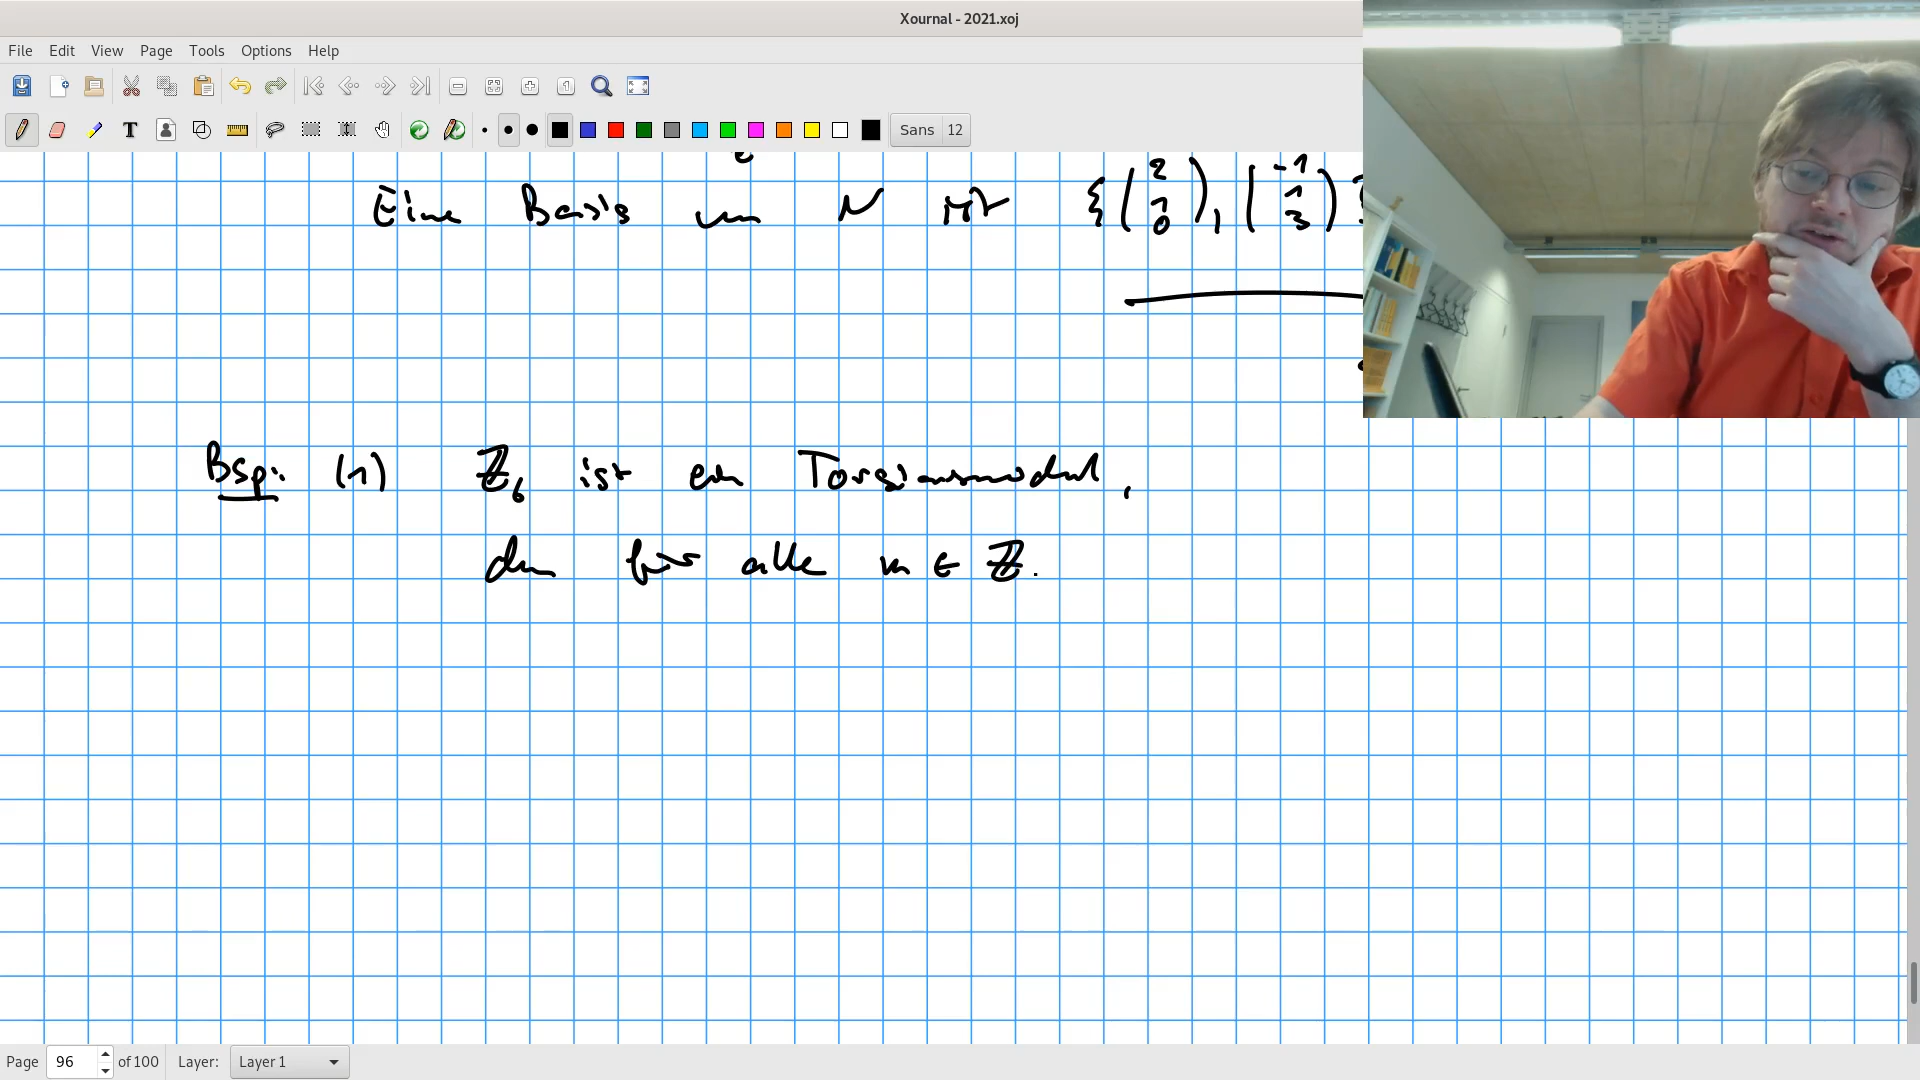 Xournal - 2021.xoj
File Edit View Page Tools Options Help
Sans 12
Eine Basis von N ist {(2 1 0), (-1 1 3)}
Bsp: (1) ℤ₆ ist ein Torsionsmodul,
denn für alle m ∈ ℤ.
Page 96 of 100 Layer: Layer 1